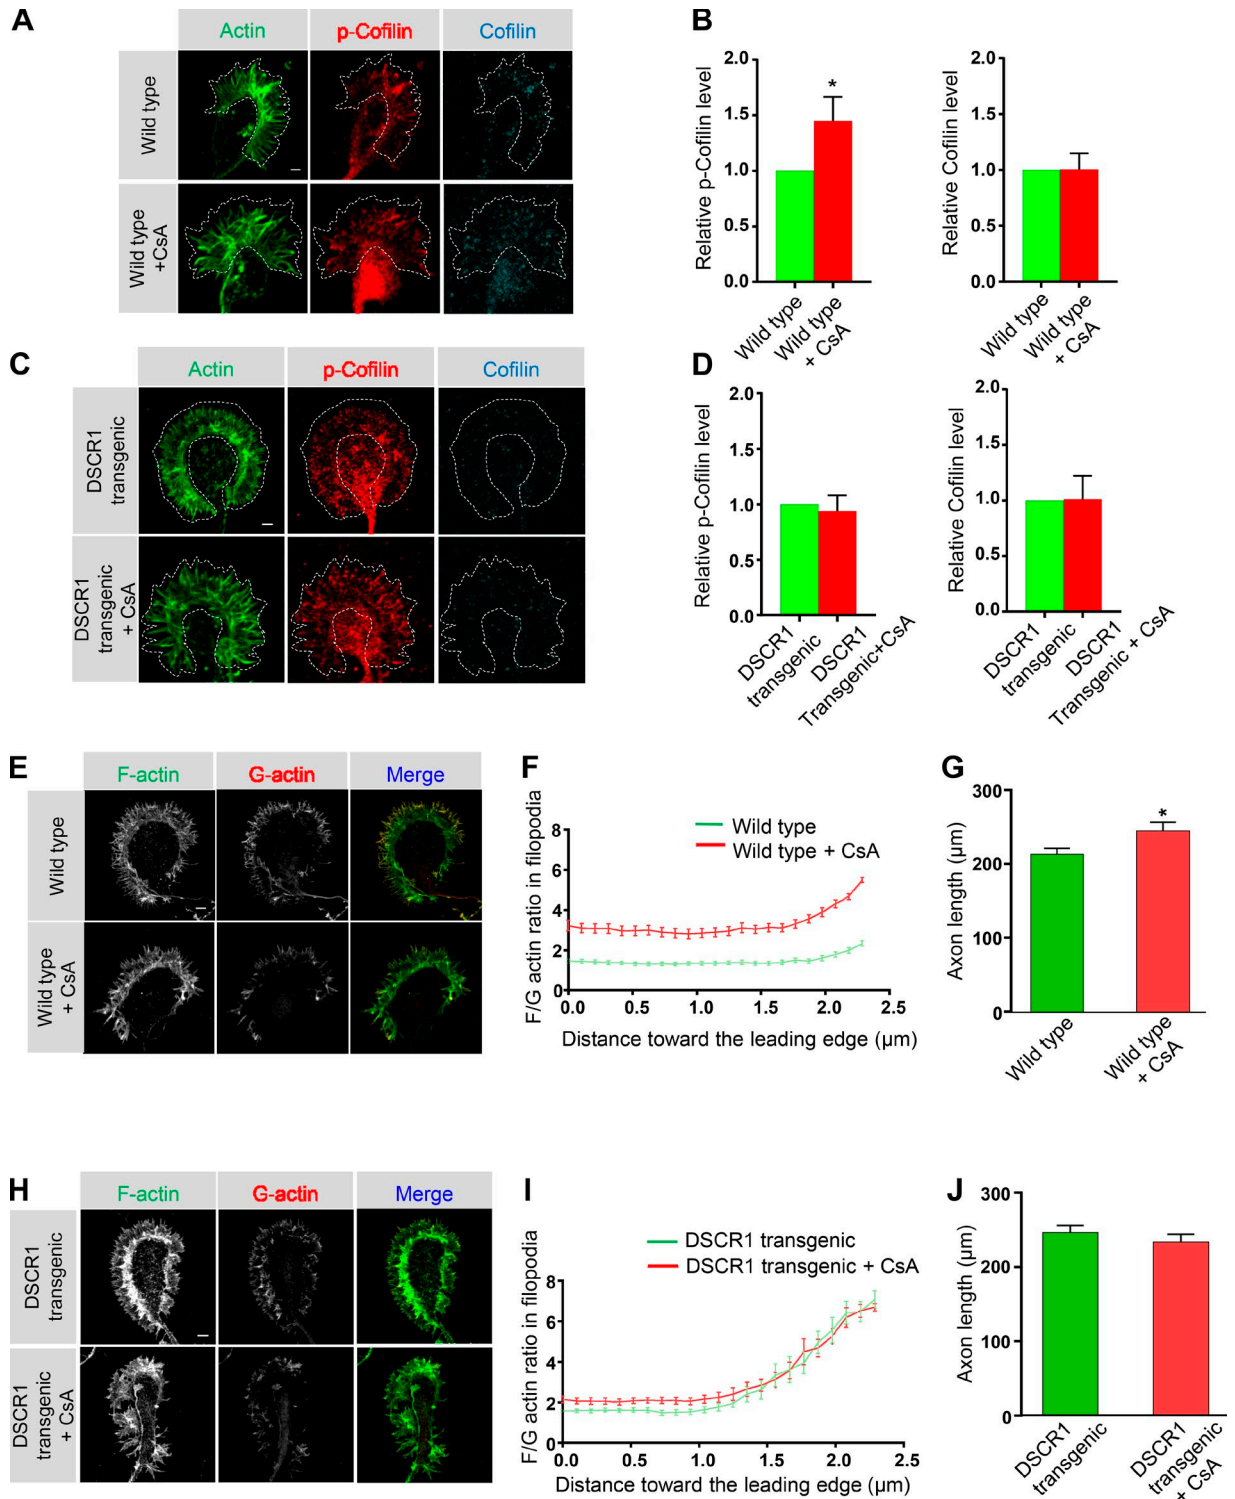 A
Actin
p-Cofilin
Cofilin
Wild type
Wild type
+CsA
B
Relative p-Cofilin level
2.0
1.5
1.0
0.5
0.0
*
Wild type
Wild type
+ CsA
Relative Cofilin level
2.0
1.5
1.0
0.5
0.0
Wild type
Wild type
+ CsA
C
Actin
p-Cofilin
Cofilin
DSCR1
transgenic
DSCR1
transgenic
+ CsA
D
Relative p-Cofilin level
2.0
1.5
1.0
0.5
0.0
DSCR1
transgenic
DSCR1
Transgenic+CsA
Relative Cofilin level
2.0
1.5
1.0
0.5
0.0
DSCR1
transgenic
DSCR1
Transgenic + CsA
E
F-actin
G-actin
Merge
Wild type
Wild type
+ CsA
F
Wild type
Wild type + CsA
F/G actin ratio in filopodia
8
6
4
2
0
0.0
0.5
1.0
1.5
2.0
2.5
Distance toward the leading edge (µm)
G
Axon length (µm)
300
200
100
0
*
Wild type
Wild type
+ CsA
H
F-actin
G-actin
Merge
DSCR1
transgenic
DSCR1
transgenic
+ CsA
I
DSCR1 transgenic
DSCR1 transgenic + CsA
F/G actin ratio in filopodia
8
6
4
2
0
0.0
0.5
1.0
1.5
2.0
2.5
Distance toward the leading edge (µm)
J
Axon length (µm)
300
200
100
0
DSCR1
transgenic
DSCR1
transgenic
+ CsA